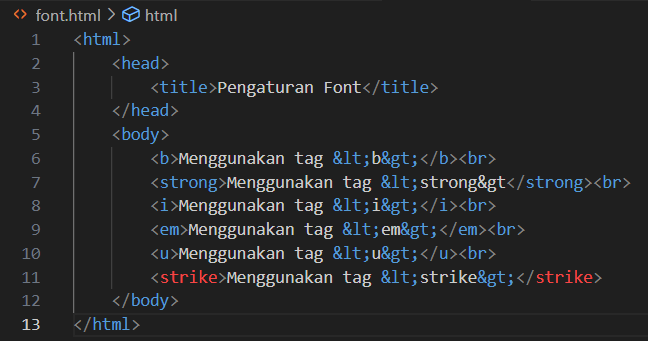 font.html > html
1 <html>
2     <head>
3         <title>Pengaturan Font</title>
4     </head>
5     <body>
6         <b>Menggunakan tag &lt;b&gt;</b><br>
7         <strong>Menggunakan tag &lt;strong&gt</strong><br>
8         <i>Menggunakan tag &lt;i&gt;</i><br>
9         <em>Menggunakan tag &lt;em&gt;</em><br>
10         <u>Menggunakan tag &lt;u&gt;</u><br>
11         <strike>Menggunakan tag &lt;strike&gt;</strike>
12     </body>
13 </html>